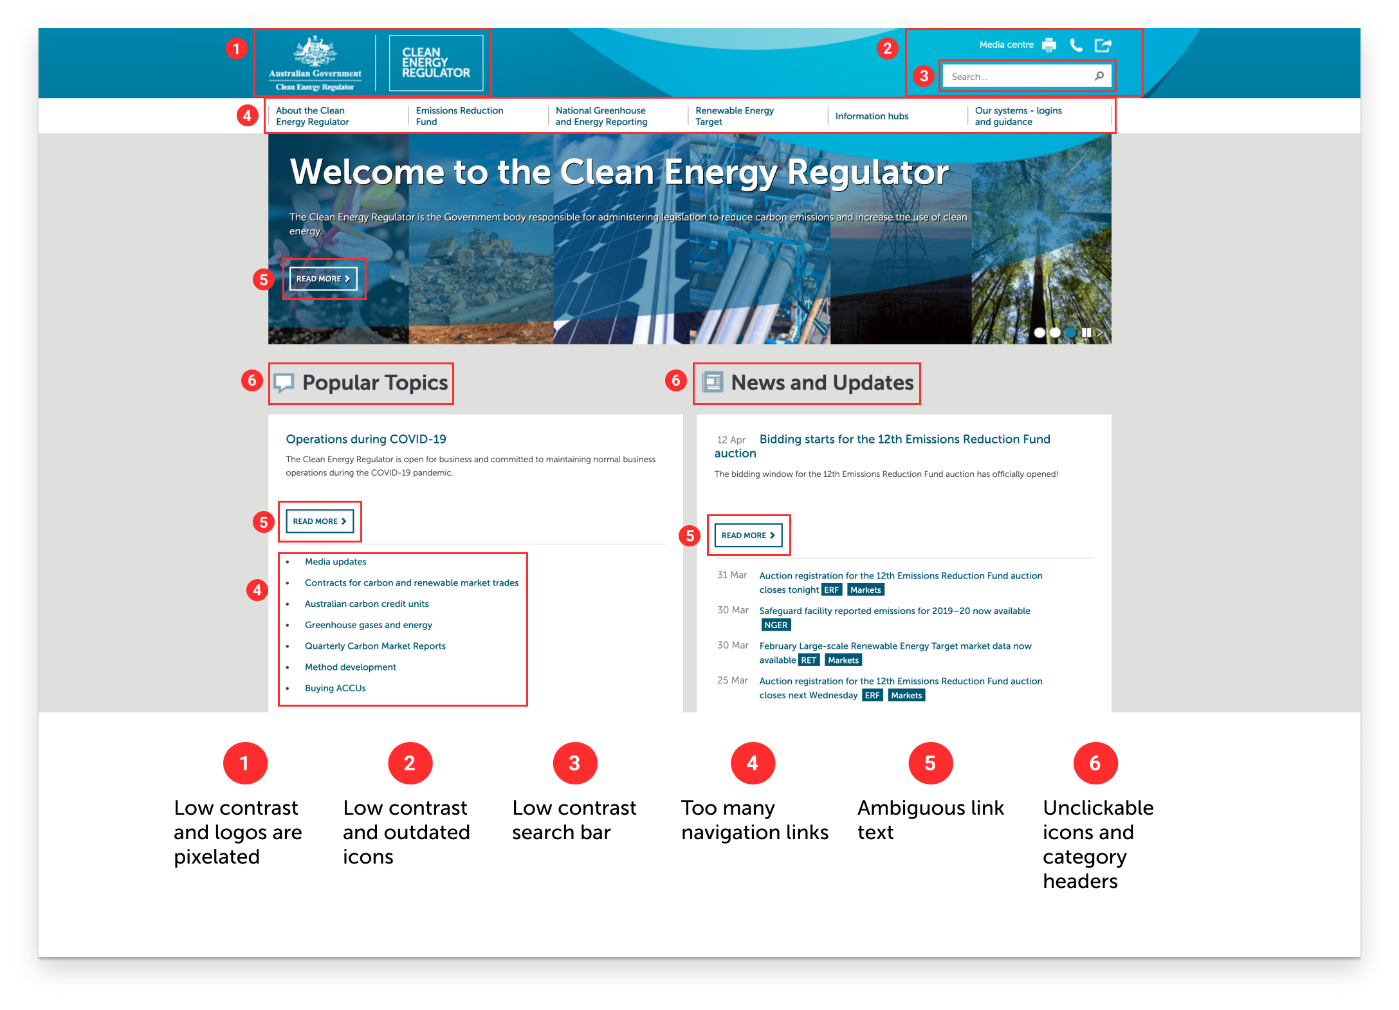 1
Australian Government
Clean Energy Regulator
CLEAN
ENERGY
REGULATOR
2
Media centre
3
Search...
4
About the Clean
Energy Regulator
Emissions Reduction
Fund
National Greenhouse
and Energy Reporting
Renewable Energy
Target
Information hubs
Our systems - logins
and guidance
Welcome to the Clean Energy Regulator
The Clean Energy Regulator is the Government body responsible for administering legislation to reduce carbon emissions and increase the use of clean
energy.
5
READ MORE
6
Popular Topics
6
News and Updates
Operations during COVID-19
The Clean Energy Regulator is open for business and committed to maintaining normal business
operations during the COVID-19 pandemic.
5
READ MORE
4
• Media updates
• Contracts for carbon and renewable market trades
• Australian carbon credit units
• Greenhouse gases and energy
• Quarterly Carbon Market Reports
• Method development
• Buying ACCUs
12 Apr Bidding starts for the 12th Emissions Reduction Fund
auction
The bidding window for the 12th Emissions Reduction Fund auction has officially opened!
5
READ MORE
31 Mar Auction registration for the 12th Emissions Reduction Fund auction
closes tonight ERF Markets
30 Mar Safeguard facility reported emissions for 2019–20 now available
NGER
30 Mar February Large-scale Renewable Energy Target market data now
available RET Markets
25 Mar Auction registration for the 12th Emissions Reduction Fund auction
closes next Wednesday ERF Markets
1
Low contrast
and logos are
pixelated
2
Low contrast
and outdated
icons
3
Low contrast
search bar
4
Too many
navigation links
5
Ambiguous link
text
6
Unclickable
icons and
category
headers